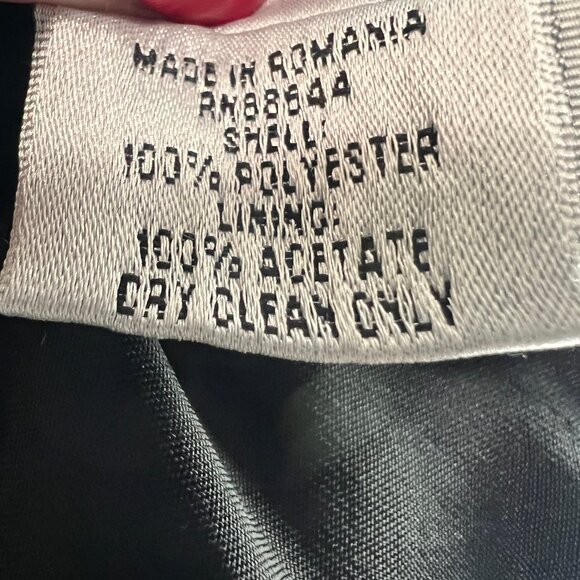 MADE IN ROMANIA
RN88644
SHELL:
100% POLYESTER
LINING:
100% ACETATE
DRY CLEAN ONLY